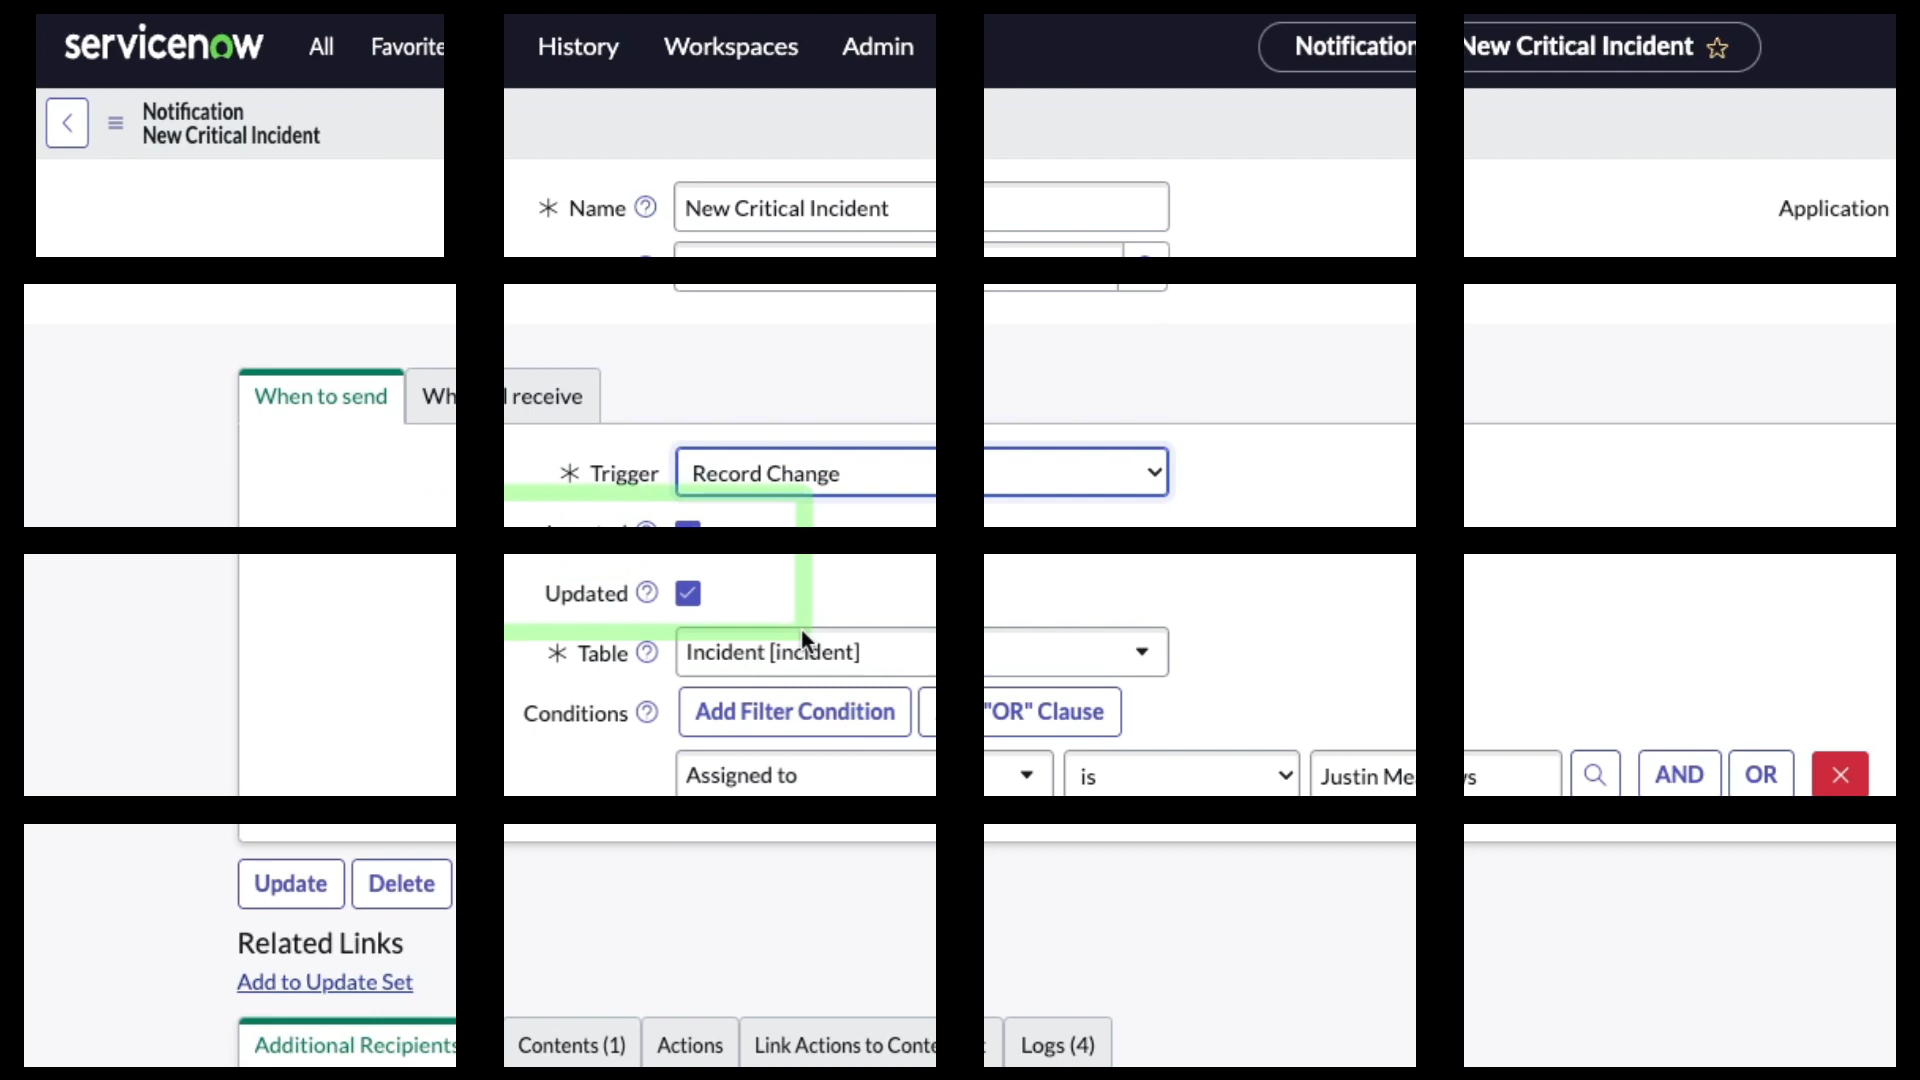 servicenow All Favorite History Workspaces Admin Notification New Critical Incident
Notification
New Critical Incident
Name New Critical Incident
Application
When to send Wh receive
Trigger Record Change
Updated
Table Incident [incident]
Conditions Add Filter Condition "OR" Clause
Assigned to is Justin Me AND OR
Update Delete
Related Links
Add to Update Set
Additional Recipients Contents (1) Actions Link Actions to Conte Logs (4)